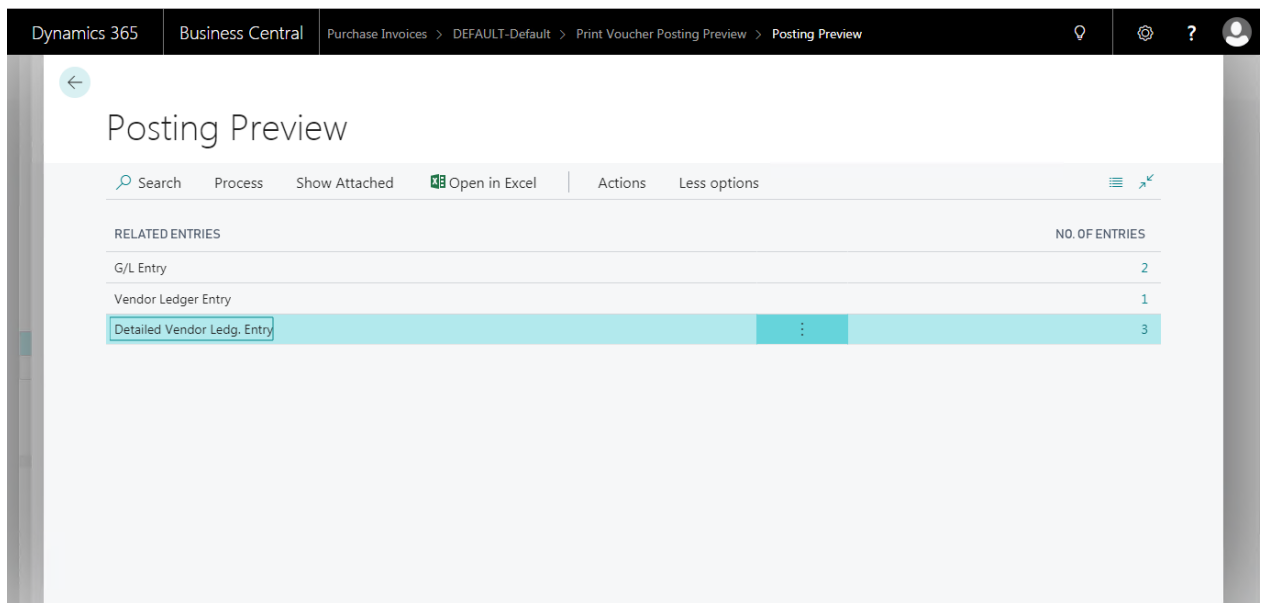 Dynamics 365 Business Central Purchase Invoices > DEFAULT-Default > Print Voucher Posting Preview > Posting Preview ?
Posting Preview
Search Process Show Attached Open in Excel Actions Less options
RELATED ENTRIES NO. OF ENTRIES
G/L Entry 2
Vendor Ledger Entry 1
Detailed Vendor Ledg. Entry 3